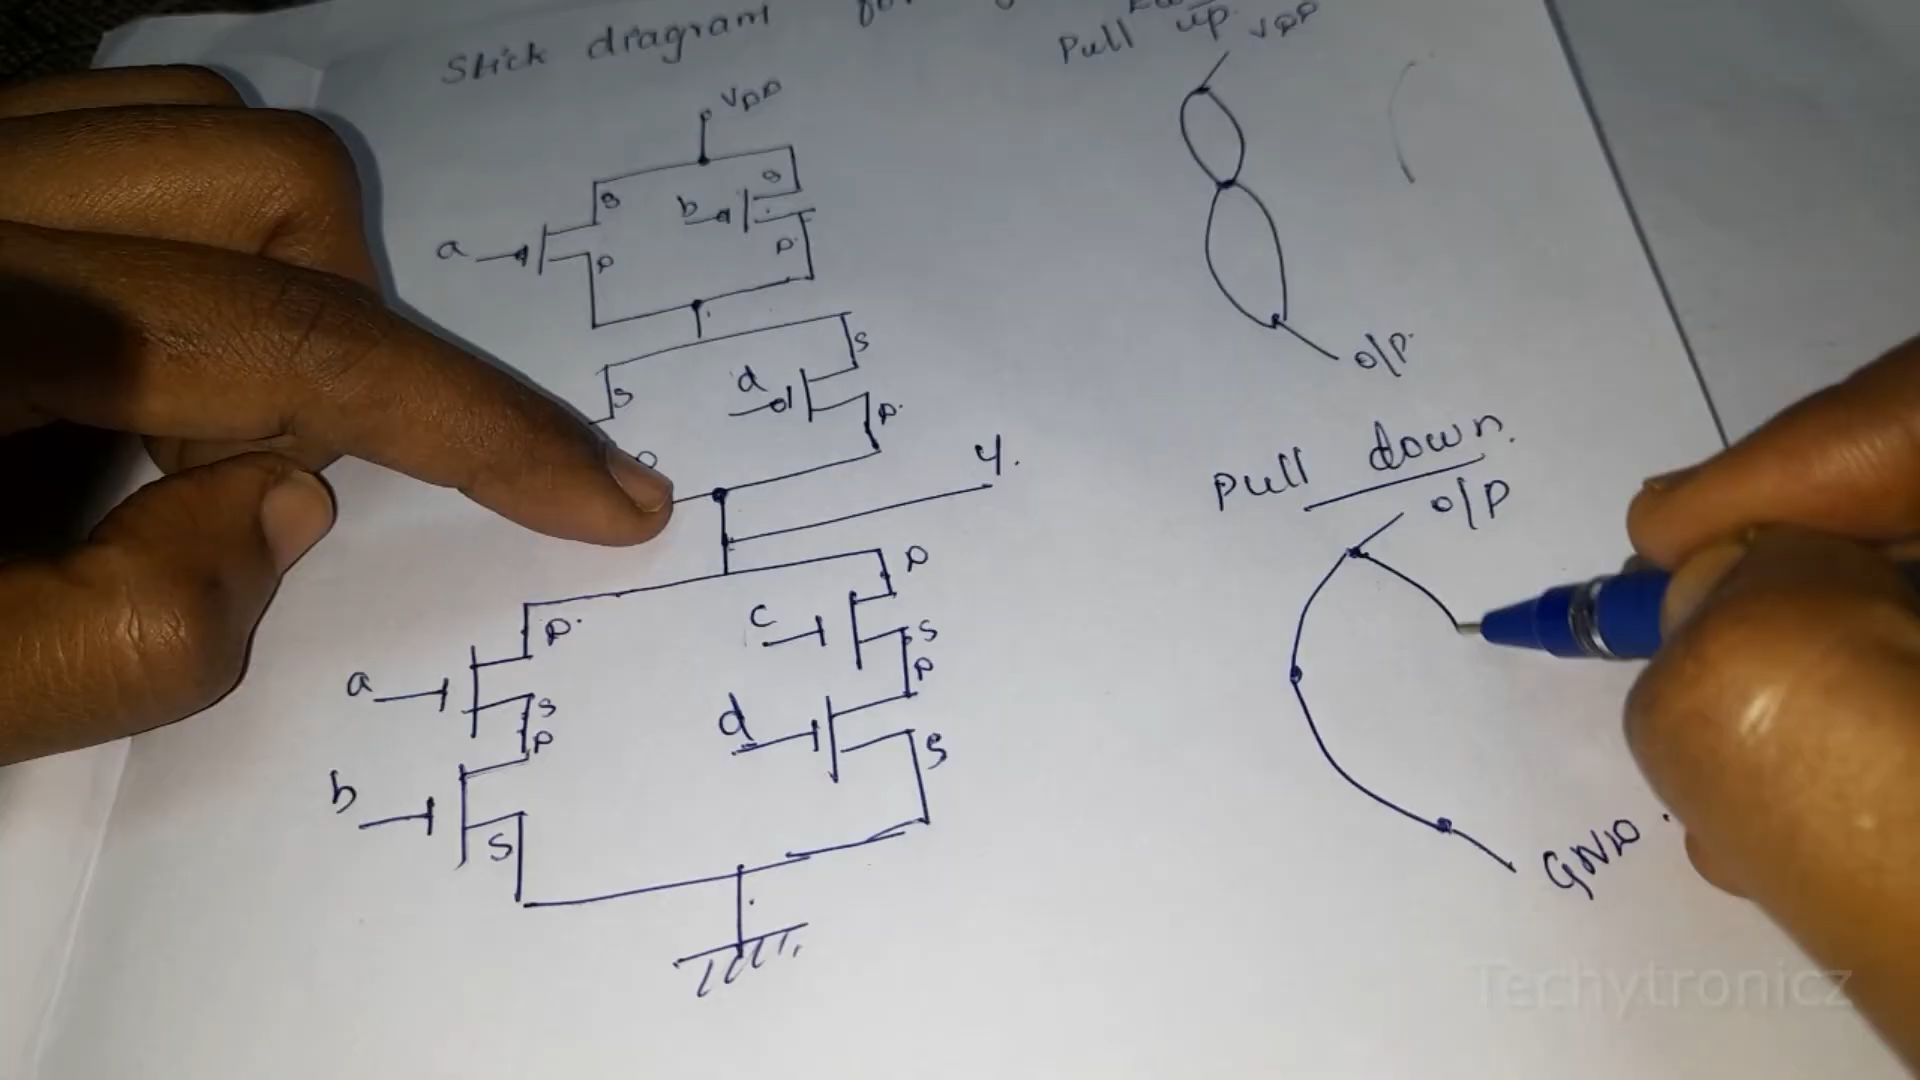 Stick diagram
Pull up
VDD
VDD
s
s
b
a
D
D
o/p
s
s
d
D
Pull down
D
y
o/p
D
D
c
a
s
s
D
D
d
b
s
s
GND
Techytronicz